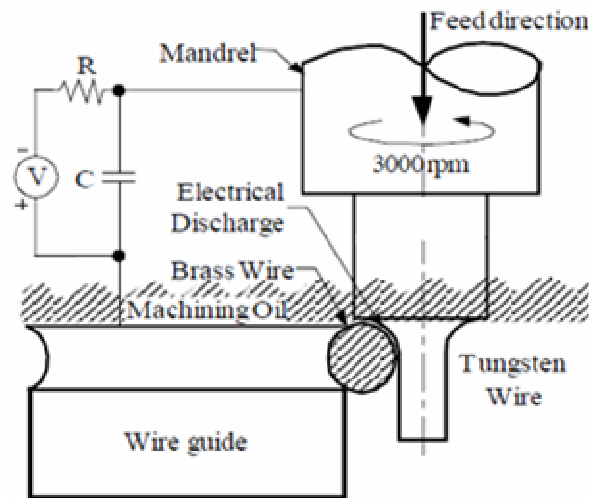 Feed direction
Mandrel
R
3000rpm
V
C
Electrical
Discharge
Brass Wire
Machining Oil
Tungsten
Wire
Wire guide
-
+